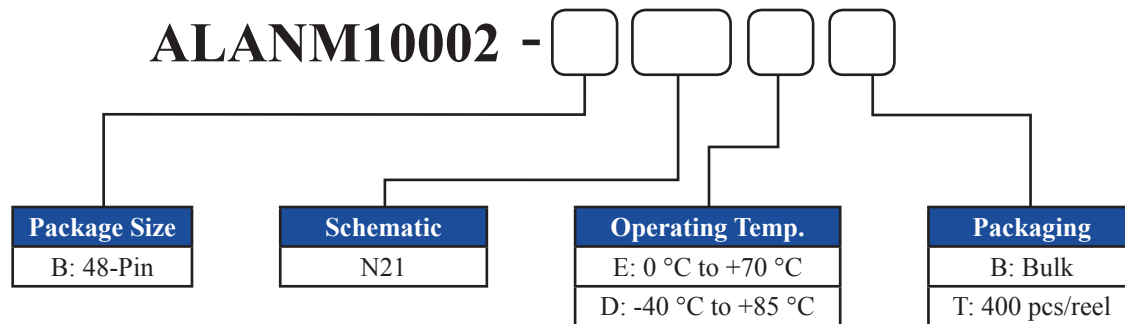 ALANM10002 -
Package Size
B: 48-Pin
Schematic
N21
Operating Temp.
E: 0 °C to +70 °C
D: -40 °C to +85 °C
Packaging
B: Bulk
T: 400 pcs/reel